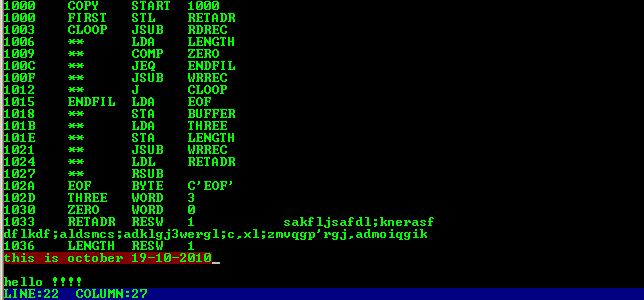 1000 COPY START 1000
1000 FIRST STL RETADR
1003 CLOOP JSUB RDREC
1006 ** LDA LENGTH
1009 ** COMP ZERO
100C ** JEQ ENDFIL
100F ** JSUB WRREC
1012 ** J CLOOP
1015 ENDFIL LDA EOF
1018 ** STA BUFFER
101B ** LDA THREE
101E ** STA LENGTH
1021 ** JSUB WRREC
1024 ** LDL RETADR
1027 ** RSUB
102A EOF BYTE C'EOF'
102D THREE WORD 3
1030 ZERO WORD 0
1033 RETADR RESW 1 sakfljsafdl;knerasf
dflkdf;aldsmcs;adklgj3wergl;c,xl;zmvqgp'rgj,admoiqgik
1036 LENGTH RESW 1
this is october 19-10-2010_
hello !!!!
LINE:22 COLUMN:27